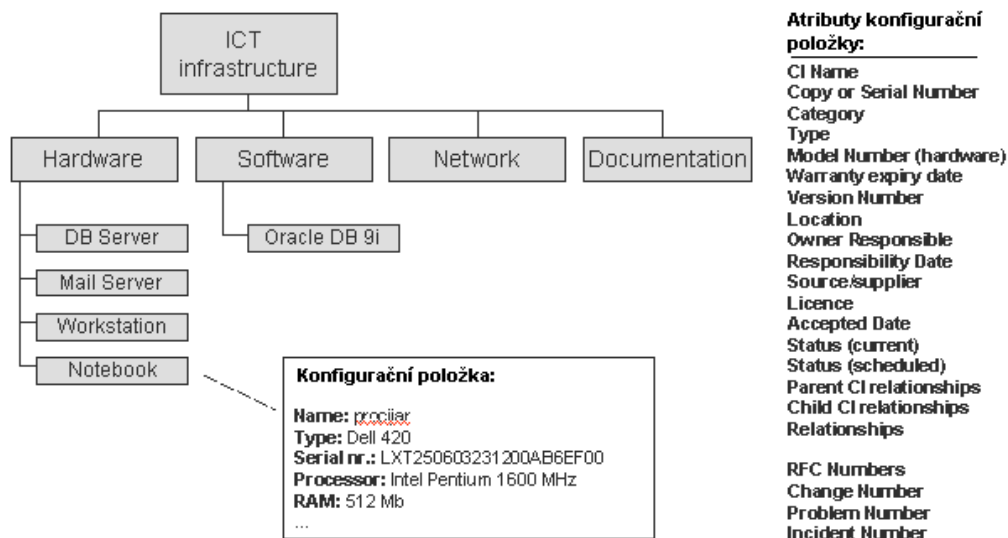 ICT
infrastructure
Hardware
Software
Network
Documentation
DB Server
Mail Server
Workstation
Notebook
Oracle DB 9i
Konfigurační položka:
Name: procijar
Type: Dell 420
Serial nr.: LXT250603231200AB6EF00
Processor: Intel Pentium 1600 MHz
RAM: 512 Mb
...
Atributy konfigurační
položky:
CI Name
Copy or Serial Number
Category
Type
Model Number (hardware)
Warranty expiry date
Version Number
Location
Owner Responsible
Responsibility Date
Source/supplier
Licence
Accepted Date
Status (current)
Status (scheduled)
Parent CI relationships
Child CI relationships
Relationships
RFC Numbers
Change Number
Problem Number
Incident Number